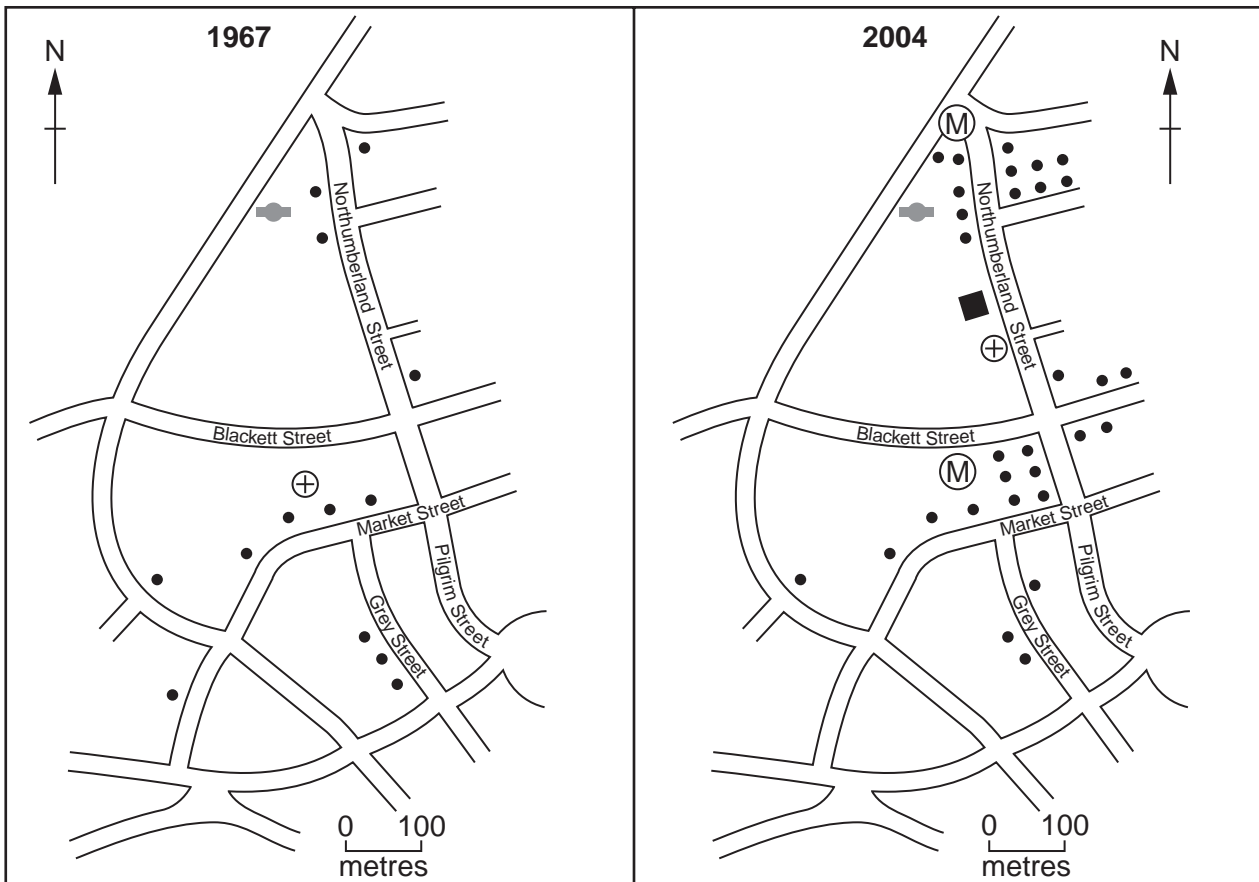 1967
N
Northumberland Street
Blackett Street
Market Street
Pilgrim Street
Grey Street
0 100
metres
2004
N
M
Northumberland Street
Blackett Street
M
Market Street
Pilgrim Street
Grey Street
0 100
metres